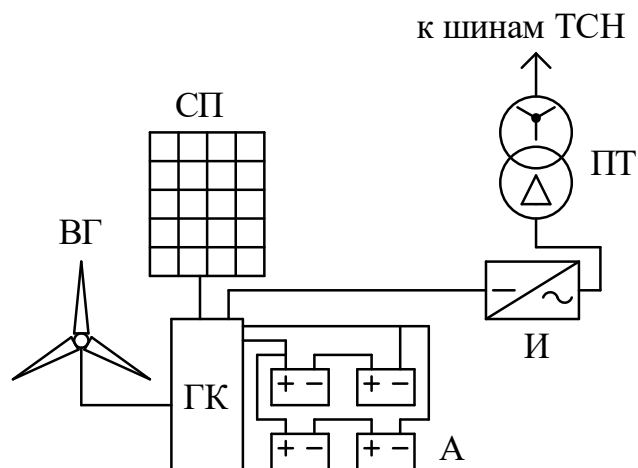 к шинам ТСН
СП
ПТ
ВГ
И
ГК
+ − + −
+ − + −
А